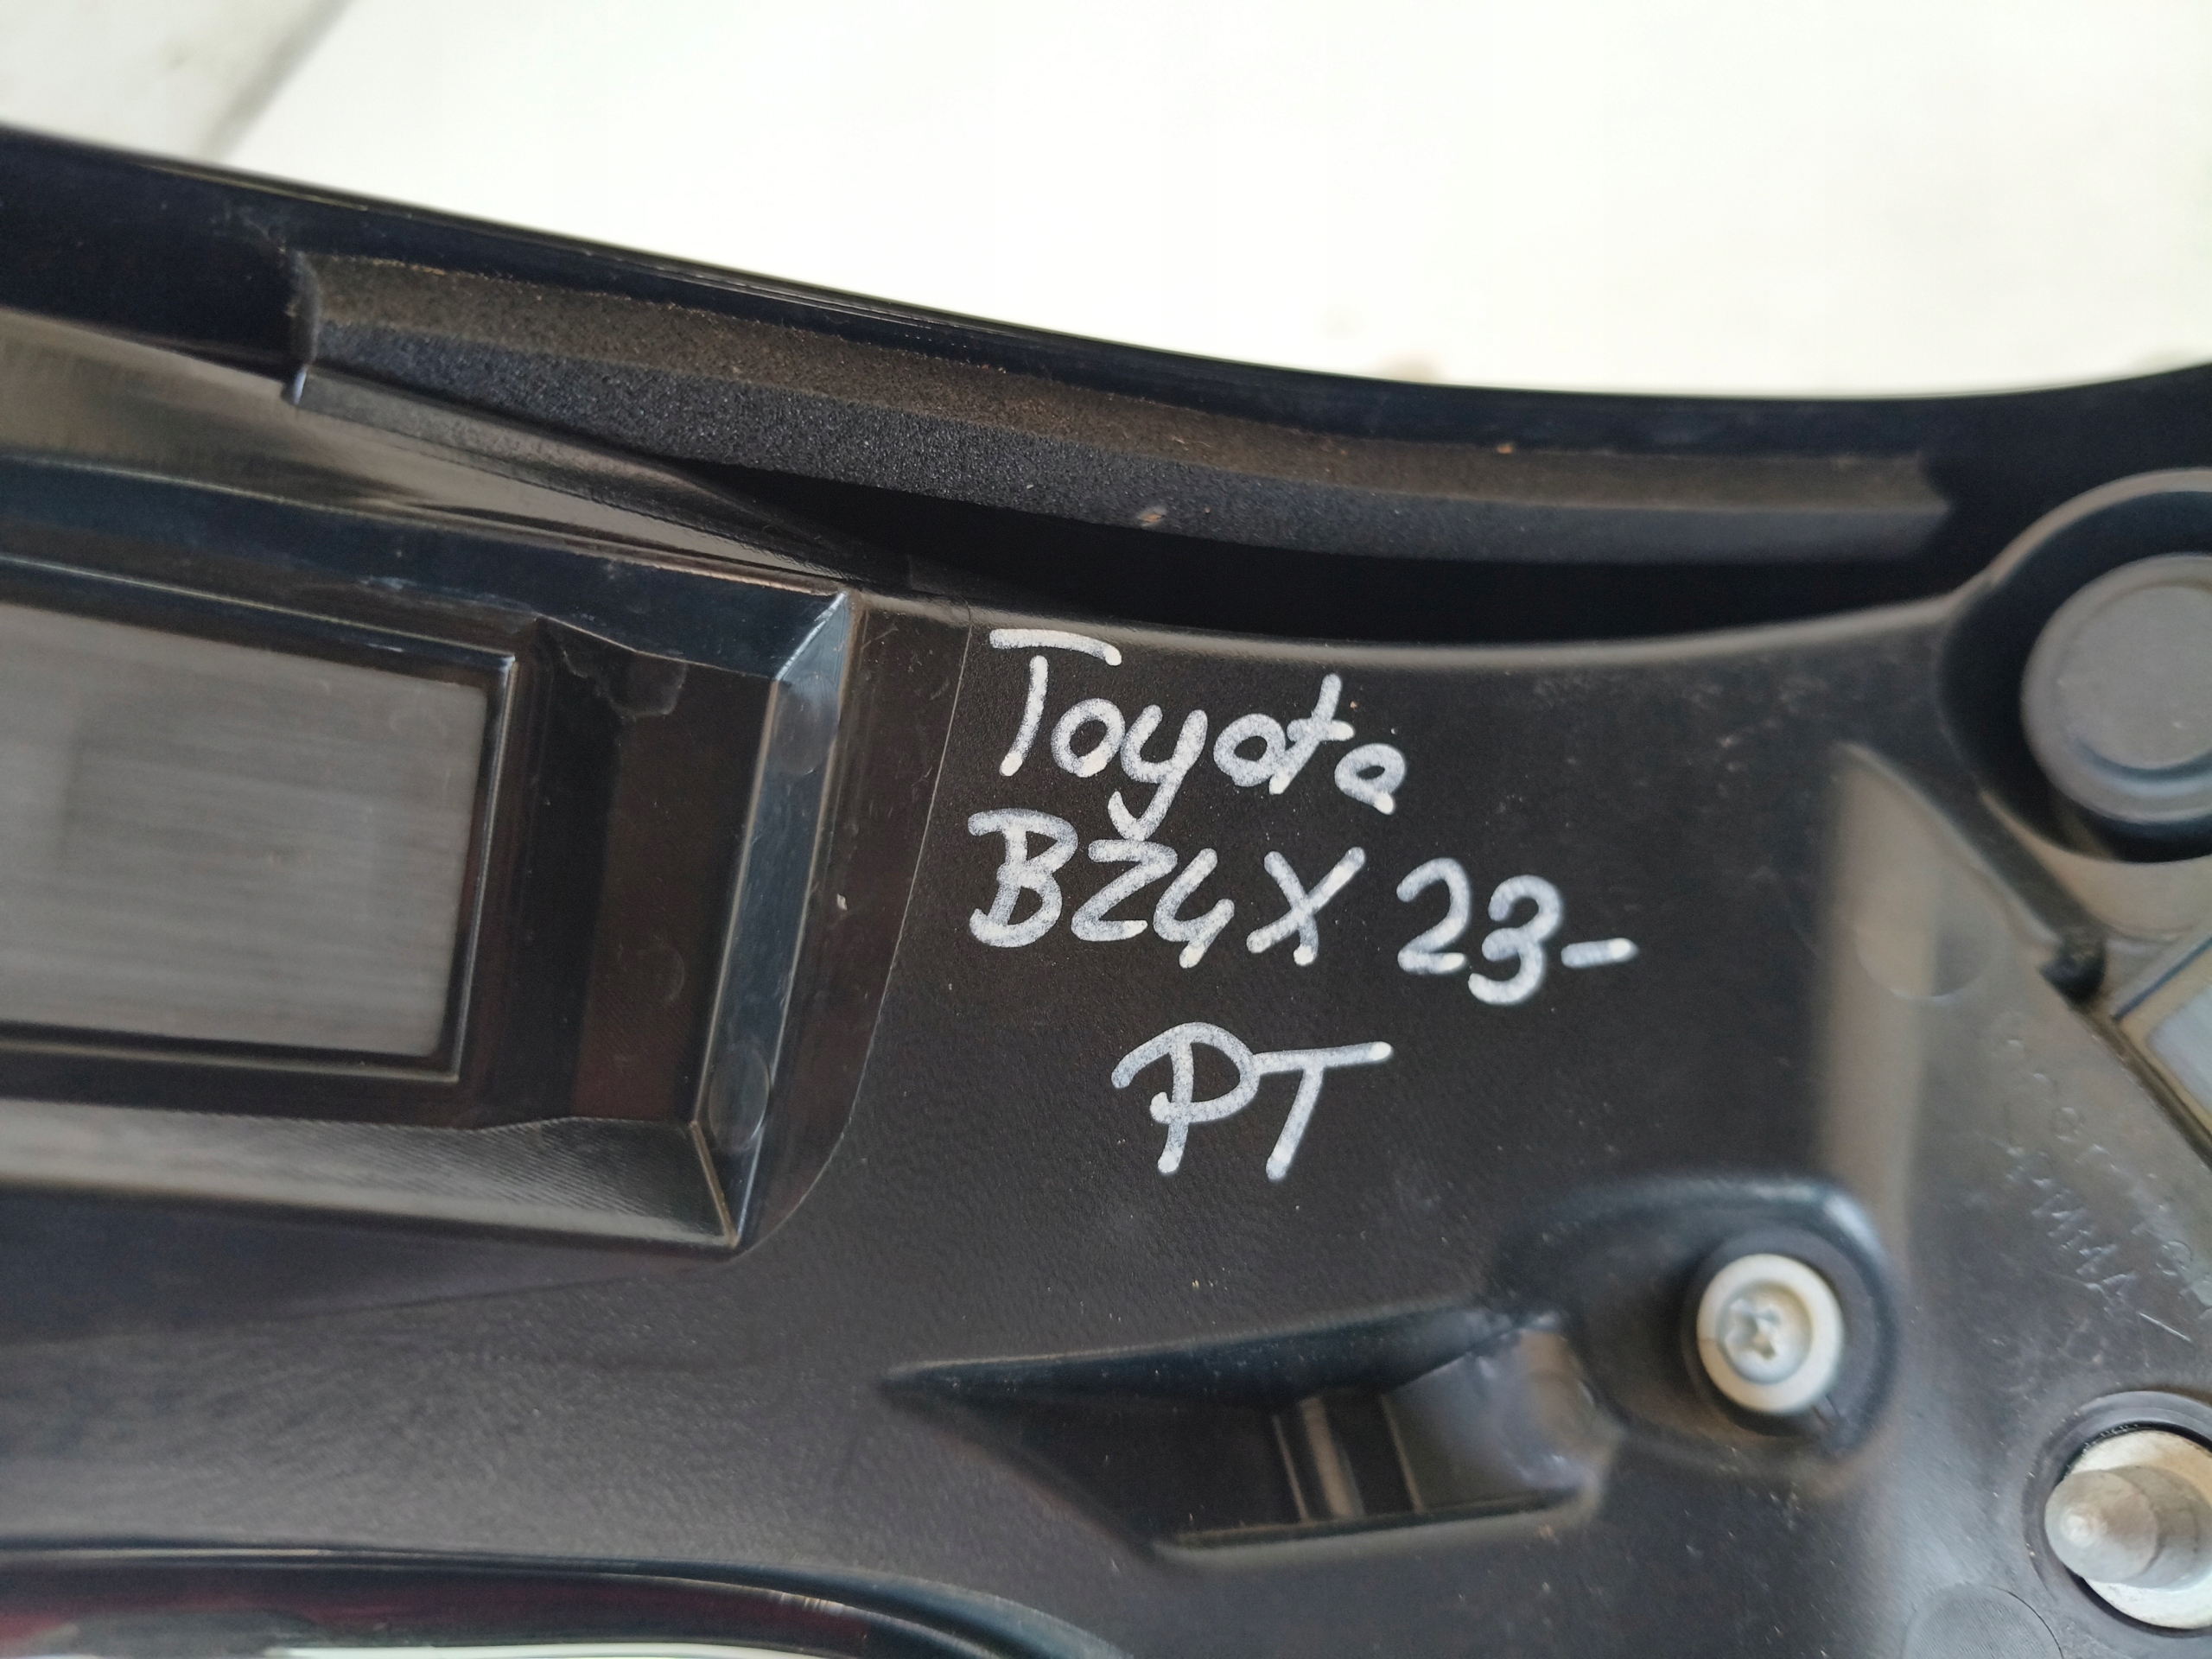 Toyota
BZ4X 23-
PT